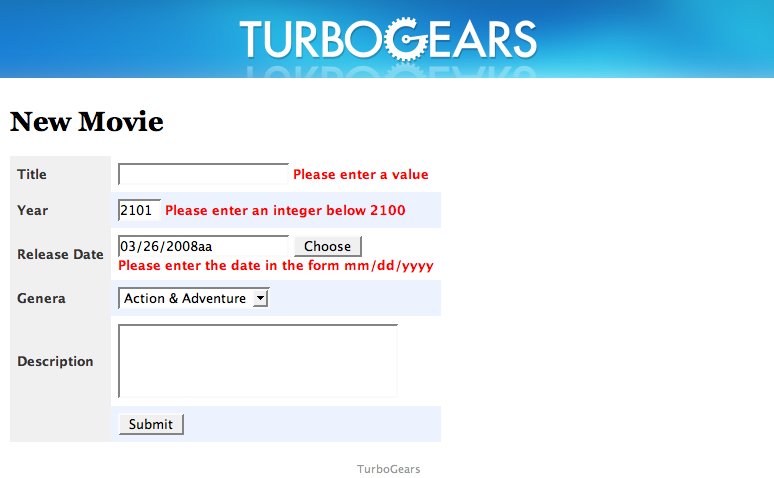 TURBOGEARS
New Movie
Title Please enter a value
Year 2101 Please enter an integer below 2100
Release Date 03/26/2008aa Choose
Please enter the date in the form mm/dd/yyyy
Genera Action & Adventure
Description
Submit
TurboGears